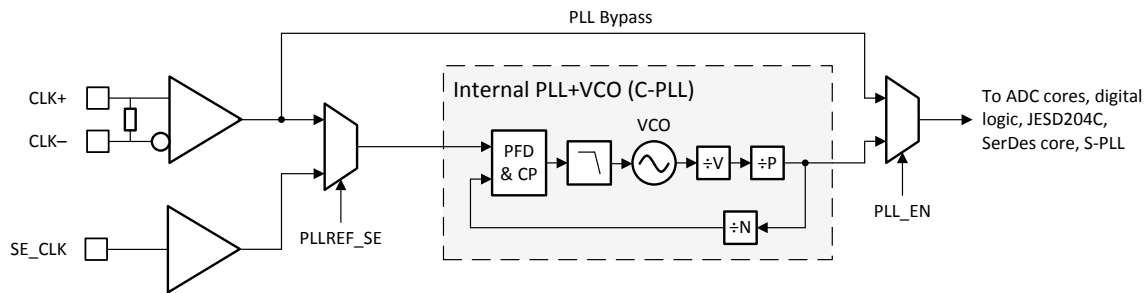 PLL Bypass
Internal PLL+VCO (C-PLL)
CLK+
CLK–
VCO
PFD
& CP
÷V
÷P
÷N
To ADC cores, digital
logic, JESD204C,
SerDes core, S-PLL
PLL_EN
PLLREF_SE
SE_CLK